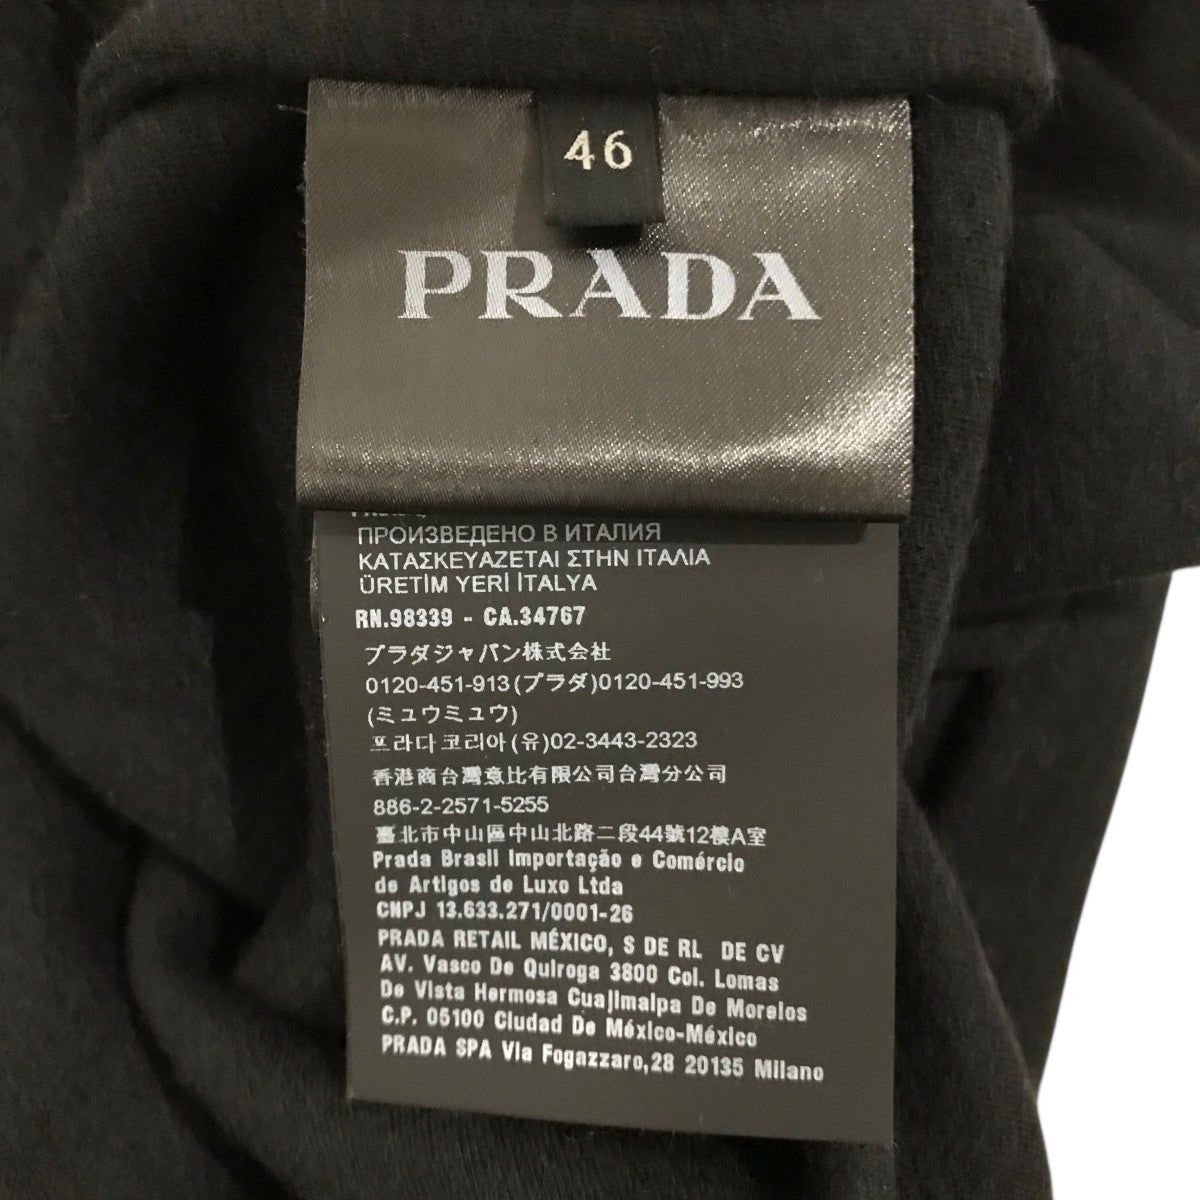 46
PRADA
ПРОИЗВЕДЕНО В ИТАЛИЯ
ΚΑΤΑΣΚΕΥΑΖΕΤΑΙ ΣΤΗΝ ΙΤΑΛΙΑ
ÜRETİM YERİ İTALYA
RN.98339 - CA.34767
プラダジャパン株式会社
0120-451-913(プラダ)0120-451-993
(ミュウミュウ)
프라다코리아(유)02-3443-2323
香港商台灣意比有限公司台灣分公司
886-2-2571-5255
臺北市中山區中山北路二段44號12樓A室
Prada Brasil Importação e Comércio
de Artigos de Luxo Ltda
CNPJ 13.633.271/0001-26
PRADA RETAIL MÉXICO, S DE RL DE CV
AV. Vasco De Quiroga 3800 Col. Lomas
De Vista Hermosa Cuajimalpa De Morelos
C.P. 05100 Ciudad De México-México
PRADA SPA Via Fogazzaro,28 20135 Milano